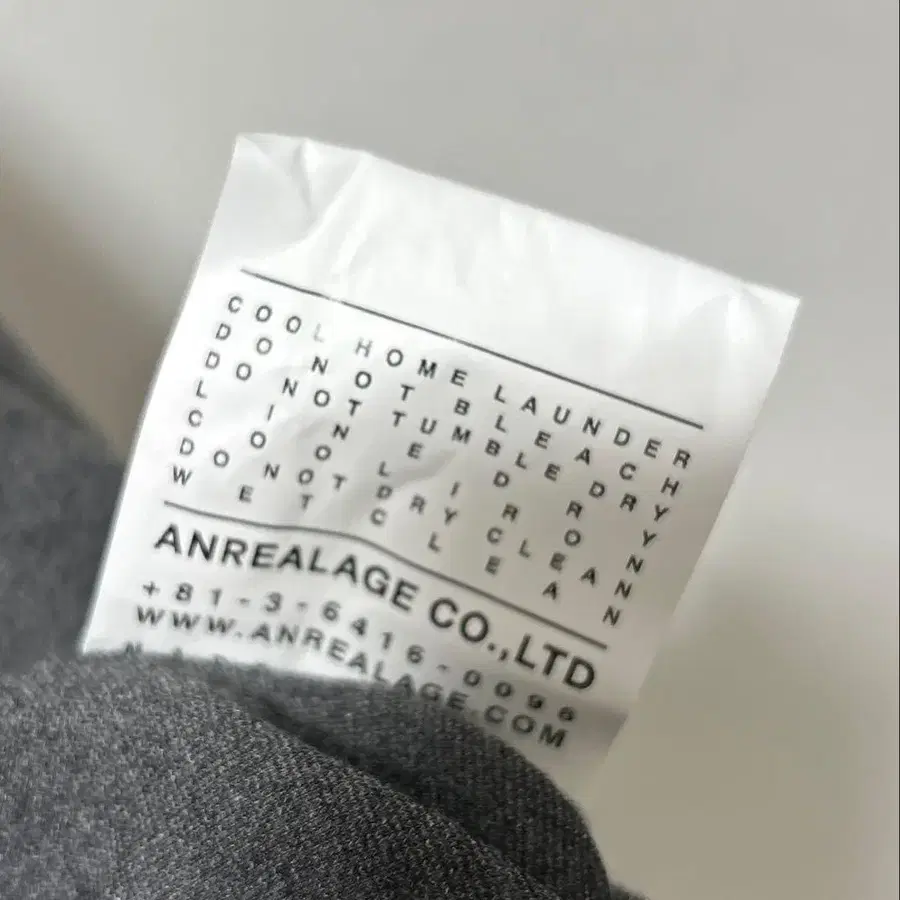 COOL HOME LAUNDER
DO NOT BLEACH
DO NOT TUMBLE DRY
LINE DRY
COOL IRON
DO NOT DRY CLEAN
WET CLEAN
ANREALAGE CO.,LTD
+81-3-6416-0096
WWW.ANREALAGE.COM